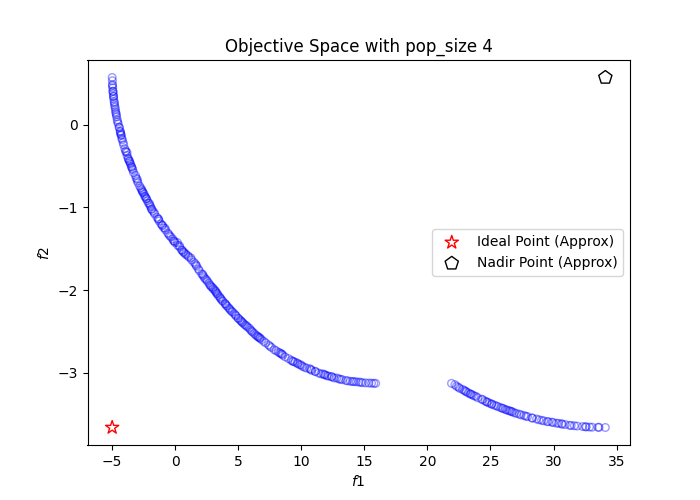 Objective Space with pop_size 4
f2
0
−1
−2
−3
Ideal Point (Approx)
Nadir Point (Approx)
−5 0 5 10 15 20 25 30 35
f1